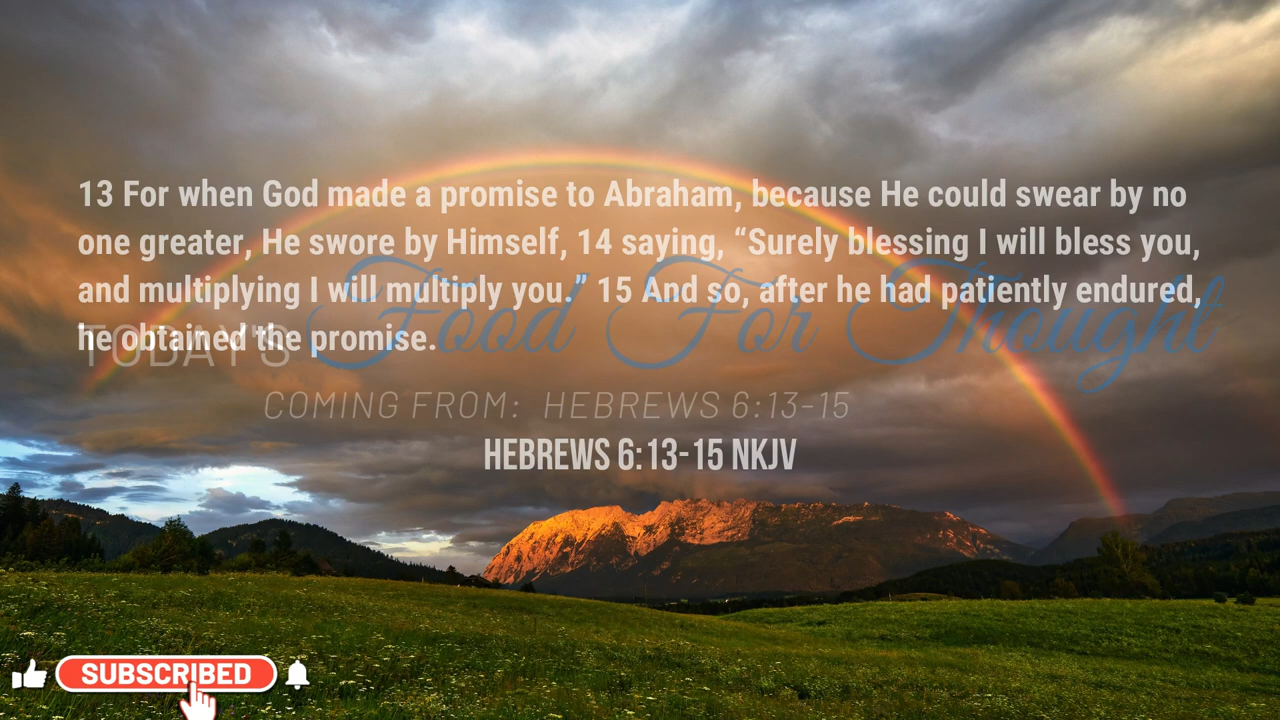 13 For when God made a promise to Abraham, because He could swear by no
one greater, He swore by Himself, 14 saying, “Surely blessing I will bless you,
and multiplying I will multiply you.” 15 And so, after he had patiently endured,
he obtained the promise.
TODAY'S Food For Thought
COMING FROM: HEBREWS 6:13-15
HEBREWS 6:13-15 NKJV
SUBSCRIBED